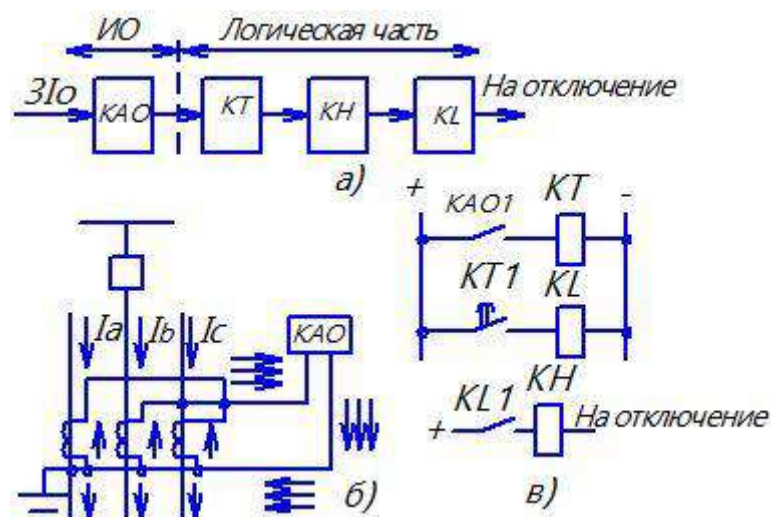 ИО Логическая часть
3Io КАО КТ КН KL На отключение
а)
+ КТ -
КАО1
КТ1 KL
Ia Ib Ic КАО
KL1 КН
+ На отключение
б) в)